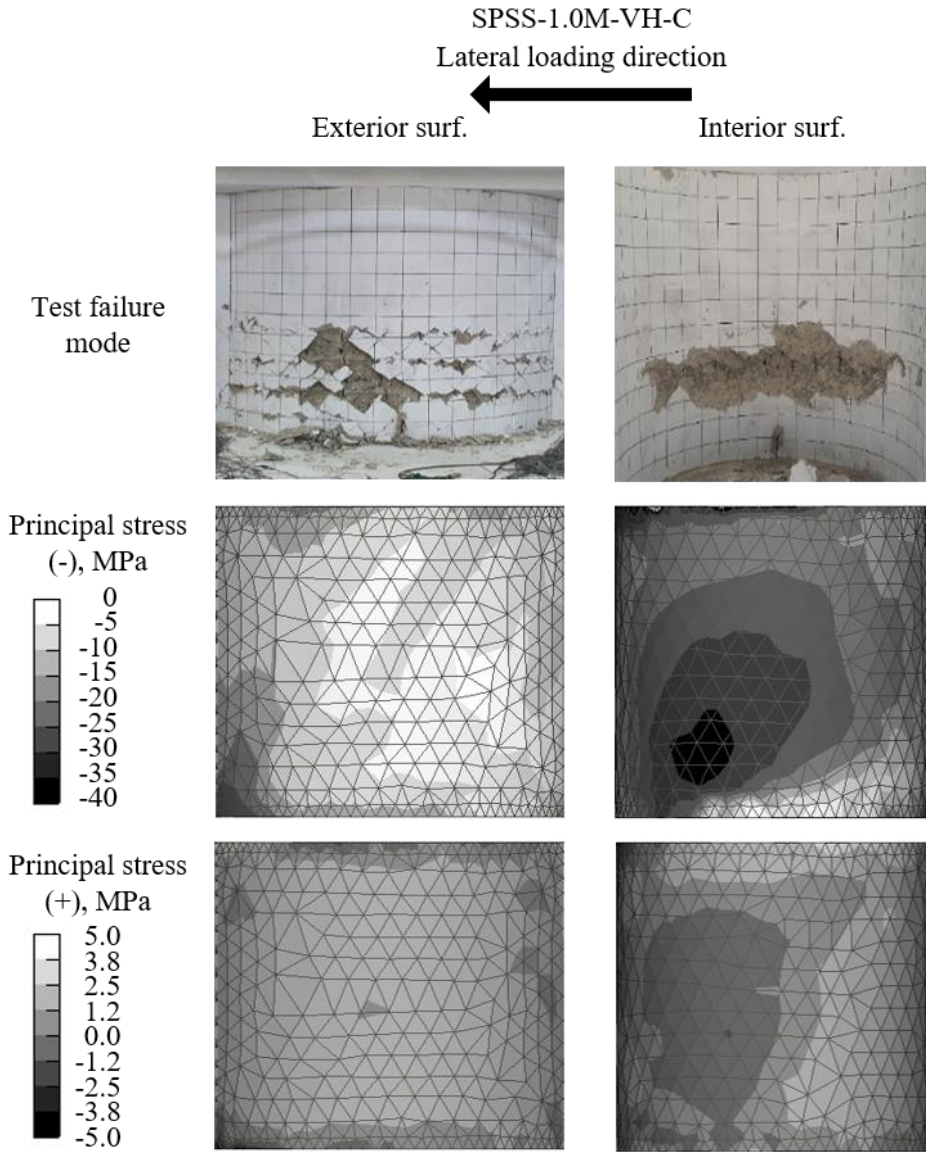 SPSS-1.0M-VH-C
Lateral loading direction
Exterior surf.
Interior surf.
Test failure
mode
Principal stress
(-), MPa
0
-5
-10
-15
-20
-25
-30
-35
-40
Principal stress
(+), MPa
5.0
3.8
2.5
1.2
0.0
-1.2
-2.5
-3.8
-5.0